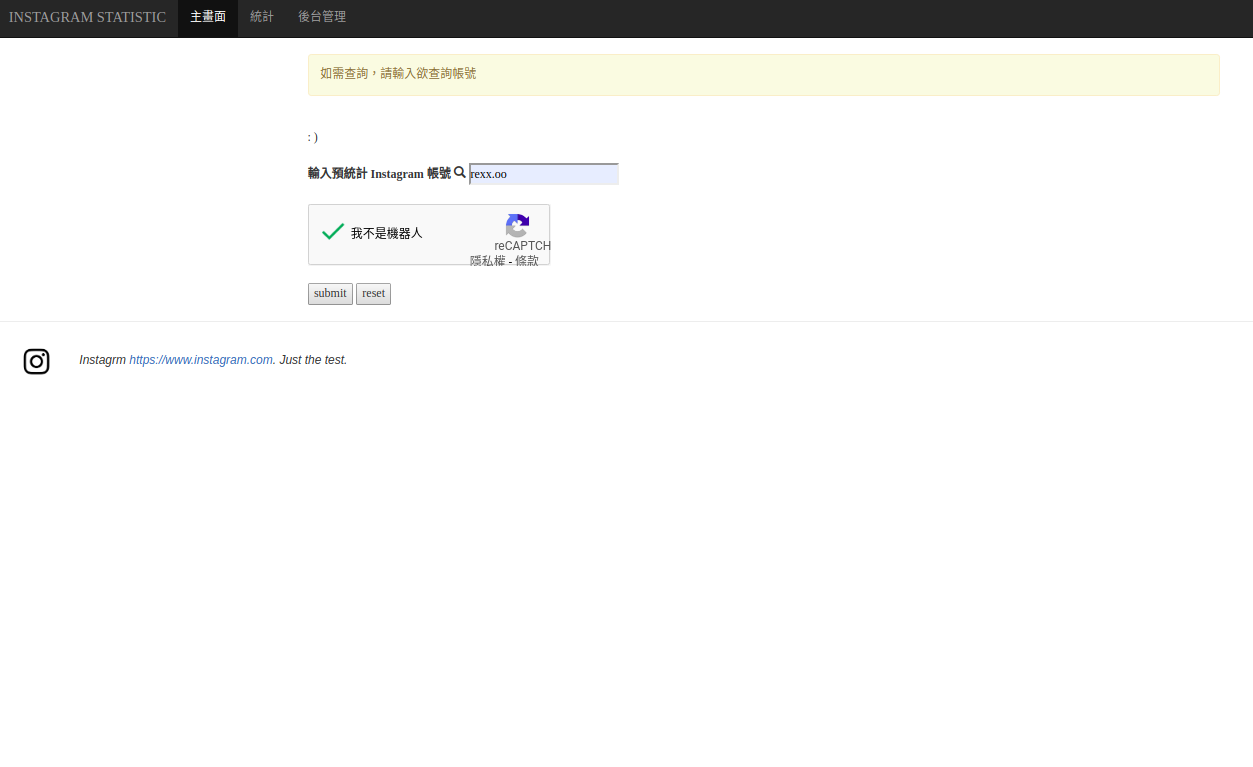 INSTAGRAM STATISTIC 主畫面 統計 後台管理
如需查詢，請輸入欲查詢帳號
: )
輸入預統計 Instagram 帳號 rexx.oo
我不是機器人
reCAPTCH
隱私權 - 條款
submit reset
Instagrm https://www.instagram.com. Just the test.